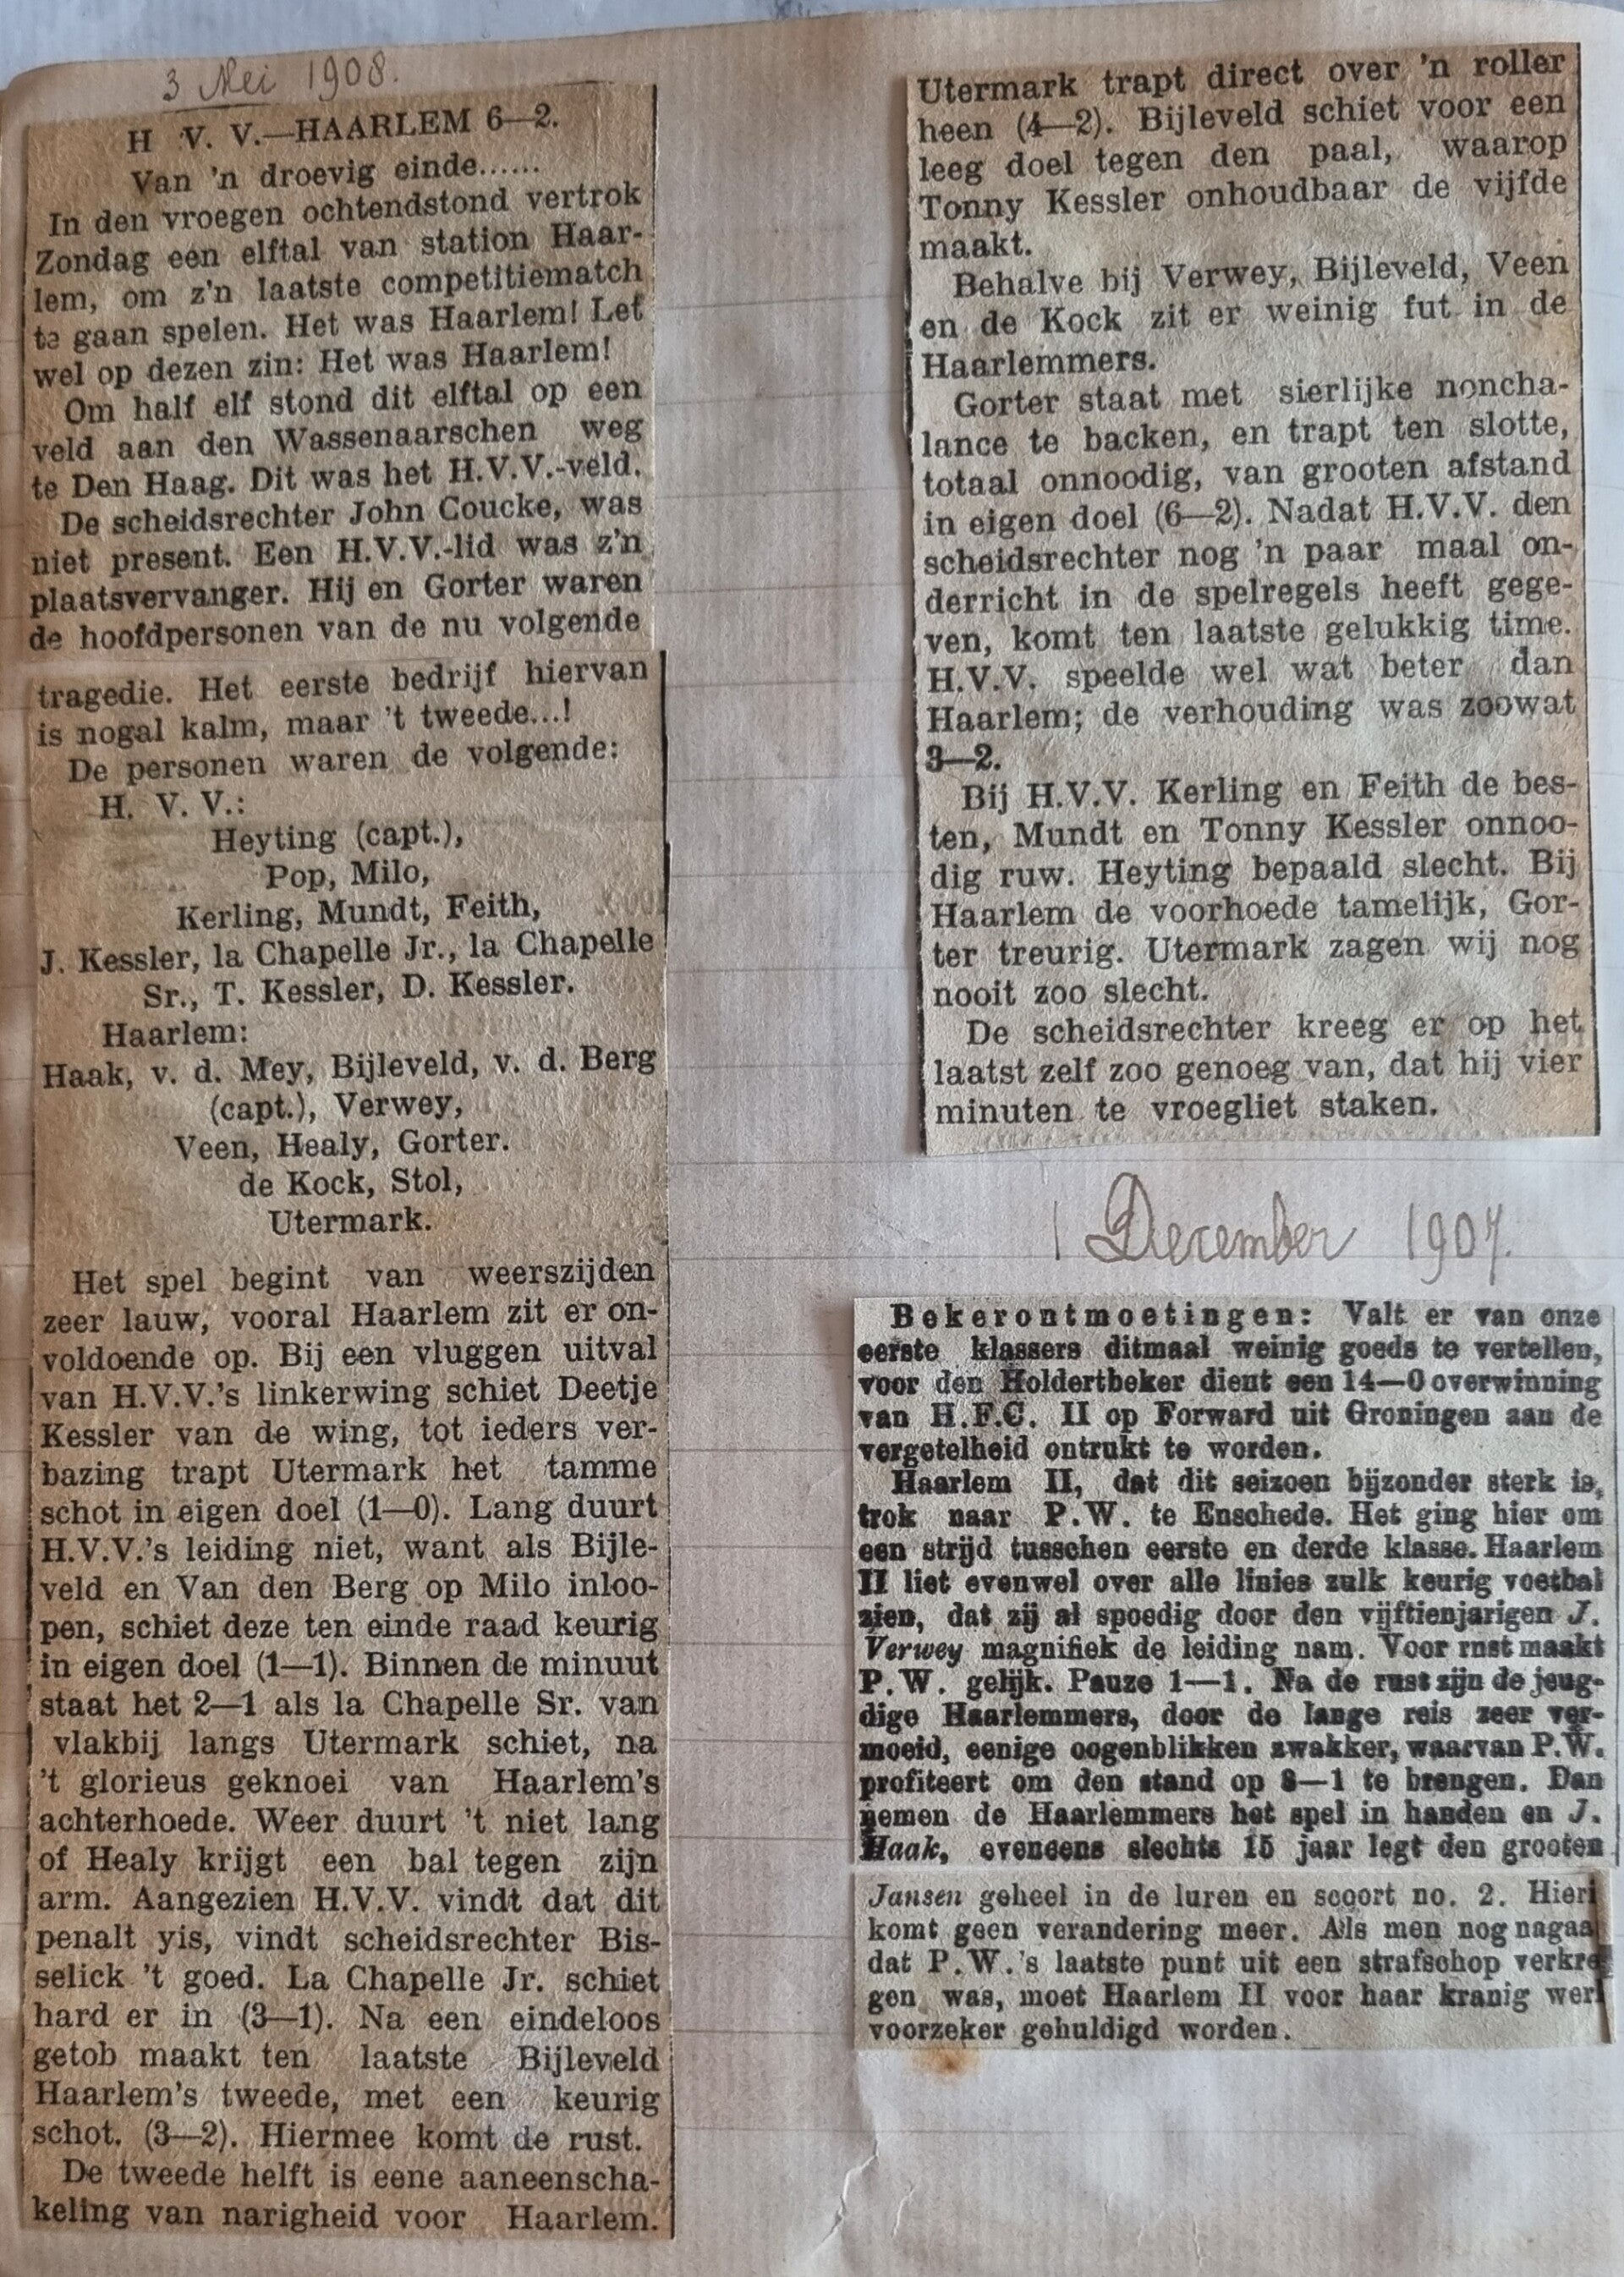 3 Mei 1908.
H V. V.—HAARLEM 6—2.
Van 'n droevig einde......
In den vroegen ochtendstond vertrok
Zondag een elftal van station Haar-
lem, om z'n laatste competitiematch
te gaan spelen. Het was Haarlem! Let
wel op dezen zin: Het was Haarlem!
Om half elf stond dit elftal op een
veld aan den Wassenaarschen weg
te Den Haag. Dit was het H.V.V.-veld.
De scheidsrechter John Coucke, was
niet present. Een H.V.V.-lid was z'n
plaatsvervanger. Hij en Gorter waren
de hoofdpersonen van de nu volgende
tragedie. Het eerste bedrijf hiervan
is nogal kalm, maar 't tweede...!
De personen waren de volgende:
H. V. V.:
Heyting (capt.),
Pop, Milo,
Kerling, Mundt, Feith,
J. Kessler, la Chapelle Jr., la Chapelle
Sr., T. Kessler, D. Kessler.
Haarlem:
Haak, v. d. Mey, Bijleveld, v. d. Berg
(capt.), Verwey,
Veen, Healy, Gorter.
de Kock, Stol,
Utermark.
Het spel begint van weerszijden
zeer lauw, vooral Haarlem zit er on-
voldoende op. Bij een vluggen uitval
van H.V.V.'s linkerwing schiet Deetje
Kessler van de wing, tot ieders ver-
bazing trapt Utermark het tamme
schot in eigen doel (1—0). Lang duurt
H.V.V.'s leiding niet, want als Bijle-
veld en Van den Berg op Milo inloo-
pen, schiet deze ten einde raad keurig
in eigen doel (1—1). Binnen de minuut
staat het 2—1 als la Chapelle Sr. van
vlakbij langs Utermark schiet, na
't glorieus geknoei van Haarlem's
achterhoede. Weer duurt 't niet lang
of Healy krijgt een bal tegen zijn
arm. Aangezien H.V.V. vindt dat dit
penalt yis, vindt scheidsrechter Bis-
selick 't goed. La Chapelle Jr. schiet
hard er in (3—1). Na een eindeloos
getob maakt ten laatste Bijleveld
Haarlem's tweede, met een keurig
schot. (3—2). Hiermee komt de rust.
De tweede helft is eene aaneenscha-
keling van narigheid voor Haarlem.
Utermark trapt direct over 'n roller
heen (4—2). Bijleveld schiet voor een
leeg doel tegen den paal, waarop
Tonny Kessler onhoudbaar de vijfde
maakt.
Behalve bij Verwey, Bijleveld, Veen
en de Kock zit er weinig fut in de
Haarlemmers.
Gorter staat met sierlijke noncha-
lance te backen, en trapt ten slotte,
totaal onnoodig, van grooten afstand
in eigen doel (6—2). Nadat H.V.V. den
scheidsrechter nog 'n paar maal on-
derricht in de spelregels heeft gege-
ven, komt ten laatste gelukkig time.
H.V.V. speelde wel wat beter dan
Haarlem; de verhouding was zoowat
3—2.
Bij H.V.V. Kerling en Feith de bes-
ten, Mundt en Tonny Kessler onnoo-
dig ruw. Heyting bepaald slecht. Bij
Haarlem de voorhoede tamelijk, Gor-
ter treurig. Utermark zagen wij nog
nooit zoo slecht.
De scheidsrechter kreeg er op het
laatst zelf zoo genoeg van, dat hij vier
minuten te vroegliet staken.
1 December 1907.
Bekerontmoetingen: Valt er van onze
eerste klassers ditmaal weinig goeds te vertellen,
voor den Holdertbeker dient een 14—0 overwinning
van H.F.C. II op Forward uit Groningen aan de
vergetelheid ontrukt te worden.
Haarlem II, dat dit seizoen bijzonder sterk is,
trok naar P.W. te Enschede. Het ging hier om
een strijd tusschen eerste en derde klasse. Haarlem
II liet evenwel over alle linies zulk keurig voetbal
zien, dat zij al spoedig door den vijftienjarigen J.
Verwey magnifiek de leiding nam. Voor rust maakt
P.W. gelijk. Pauze 1—1. Na de rust zijn de jeug-
dige Haarlemmers, door de lange reis zeer ver-
moeid, eenige oogenblikken zwakker, waarvan P.W.
profiteert om den stand op 3—1 te brengen. Dan
nemen de Haarlemmers het spel in handen en J.
Haak, eveneens slechts 15 jaar legt den grooten
Jansen geheel in de luren en scoort no. 2. Hier
komt geen verandering meer. Als men nog nagaa
dat P.W.'s laatste punt uit een strafschop verkre
gen was, moet Haarlem II voor haar kranig wer
voorzeker gehuldigd worden.